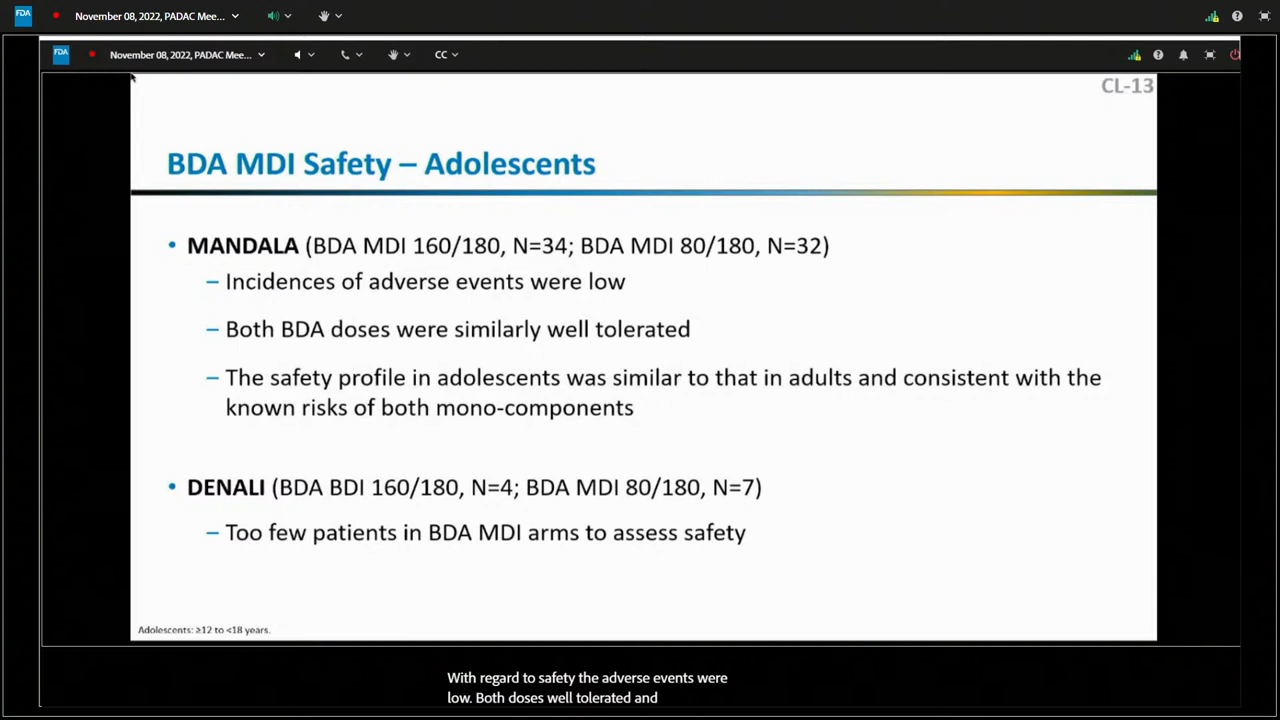 FDA November 08, 2022, PADAC Mee...
FDA November 08, 2022, PADAC Mee... CC
CL-13
BDA MDI Safety – Adolescents
• MANDALA (BDA MDI 160/180, N=34; BDA MDI 80/180, N=32)
– Incidences of adverse events were low
– Both BDA doses were similarly well tolerated
– The safety profile in adolescents was similar to that in adults and consistent with the
known risks of both mono-components
• DENALI (BDA BDI 160/180, N=4; BDA MDI 80/180, N=7)
– Too few patients in BDA MDI arms to assess safety
Adolescents: ≥12 to <18 years.
With regard to safety the adverse events were
low. Both doses well tolerated and